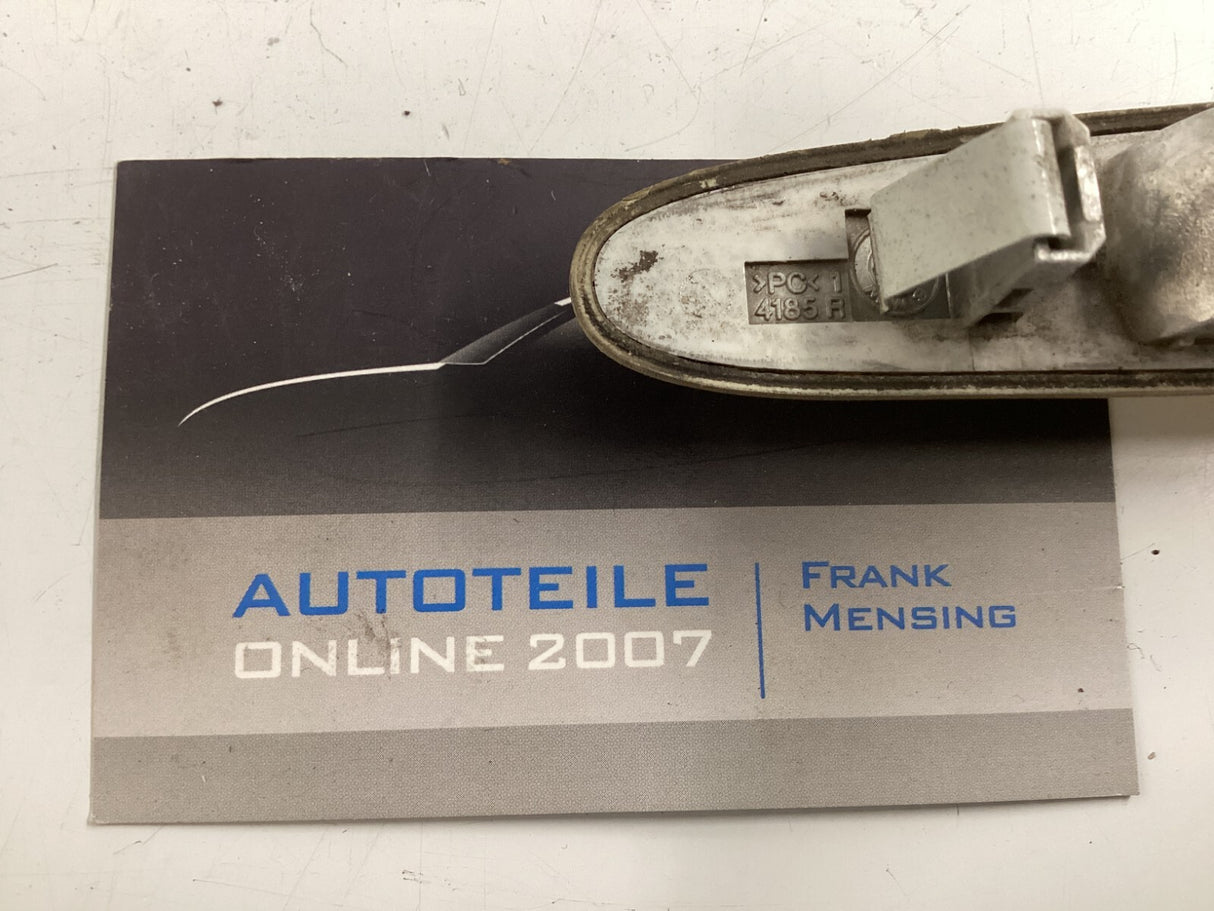 >PC< 1
4185 R
AUTOTEILE
ONLINE 2007
FRANK
MENSING